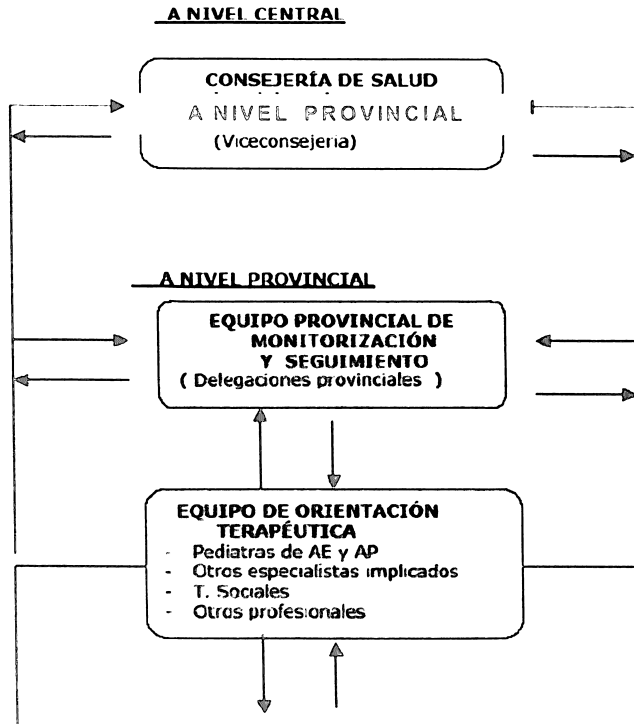 A NIVEL CENTRAL
CONSEJERÍA DE SALUD
A NIVEL PROVINCIAL
(Viceconsejería)
A NIVEL PROVINCIAL
EQUIPO PROVINCIAL DE
MONITORIZACIÓN
Y SEGUIMIENTO
( Delegaciones provinciales )
EQUIPO DE ORIENTACIÓN
TERAPÉUTICA
- Pediatras de AE y AP
- Otros especialistas implicados
- T. Sociales
- Otros profesionales